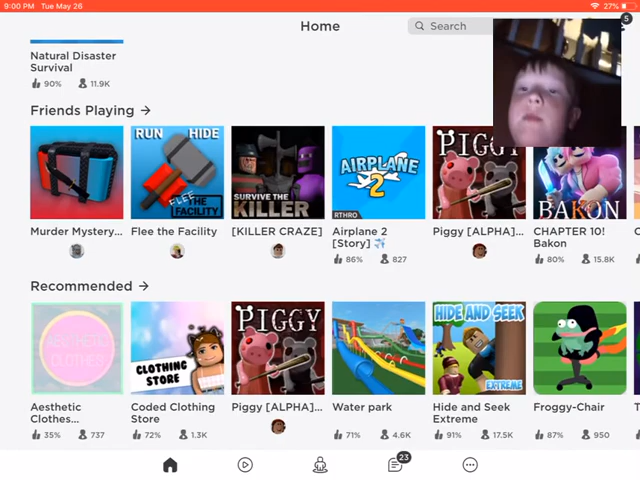 9:00 PM Tue May 26 27%
Home
Search
5
Natural Disaster
Survival
90% 11.9K
Friends Playing →
RUN HIDE
FLEE THE FACILITY
SURVIVE THE KILLER
AIRPLANE 2
RTHRO
PIGGY
BAKON
Murder Mystery...
Flee the Facility
[KILLER CRAZE]
Airplane 2
[Story] ✈️
86% 827
Piggy [ALPHA]...
CHAPTER 10!
Bakon
80% 15.8K
Recommended →
AESTHETIC
CLOTHES
CLOTHING
STORE
PIGGY
HIDE AND SEEK
EXTREME
Aesthetic
Clothes...
35% 737
Coded Clothing
Store
72% 1.3K
Piggy [ALPHA]...
Water park
71% 4.6K
Hide and Seek
Extreme
91% 17.5K
Froggy-Chair
87% 950
23